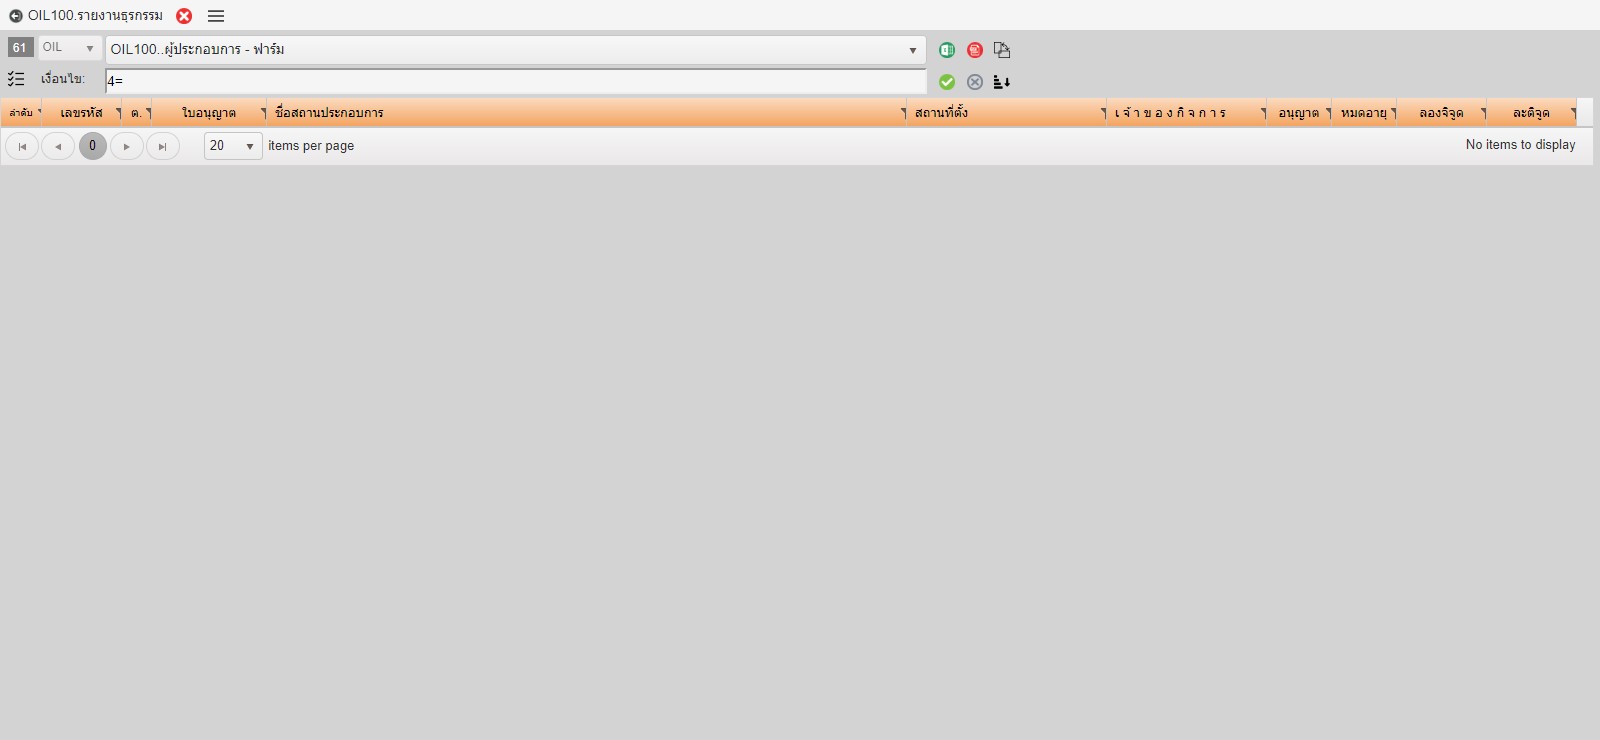 OIL100.รายงานธุรกรรม
61 OIL OIL100..ผู้ประกอบการ - ฟาร์ม
เงื่อนไข: 4=
ลำดับ เลขรหัส ต. ใบอนุญาต ชื่อสถานประกอบการ สถานที่ตั้ง เ จ้ า ข อ ง กิ จ ก า ร อนุญาต หมดอายุ ลองจิจูด ละติจูด
0 20 items per page No items to display